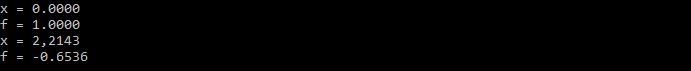 x = 0.0000
f = 1.0000
x = 2,2143
f = -0.6536